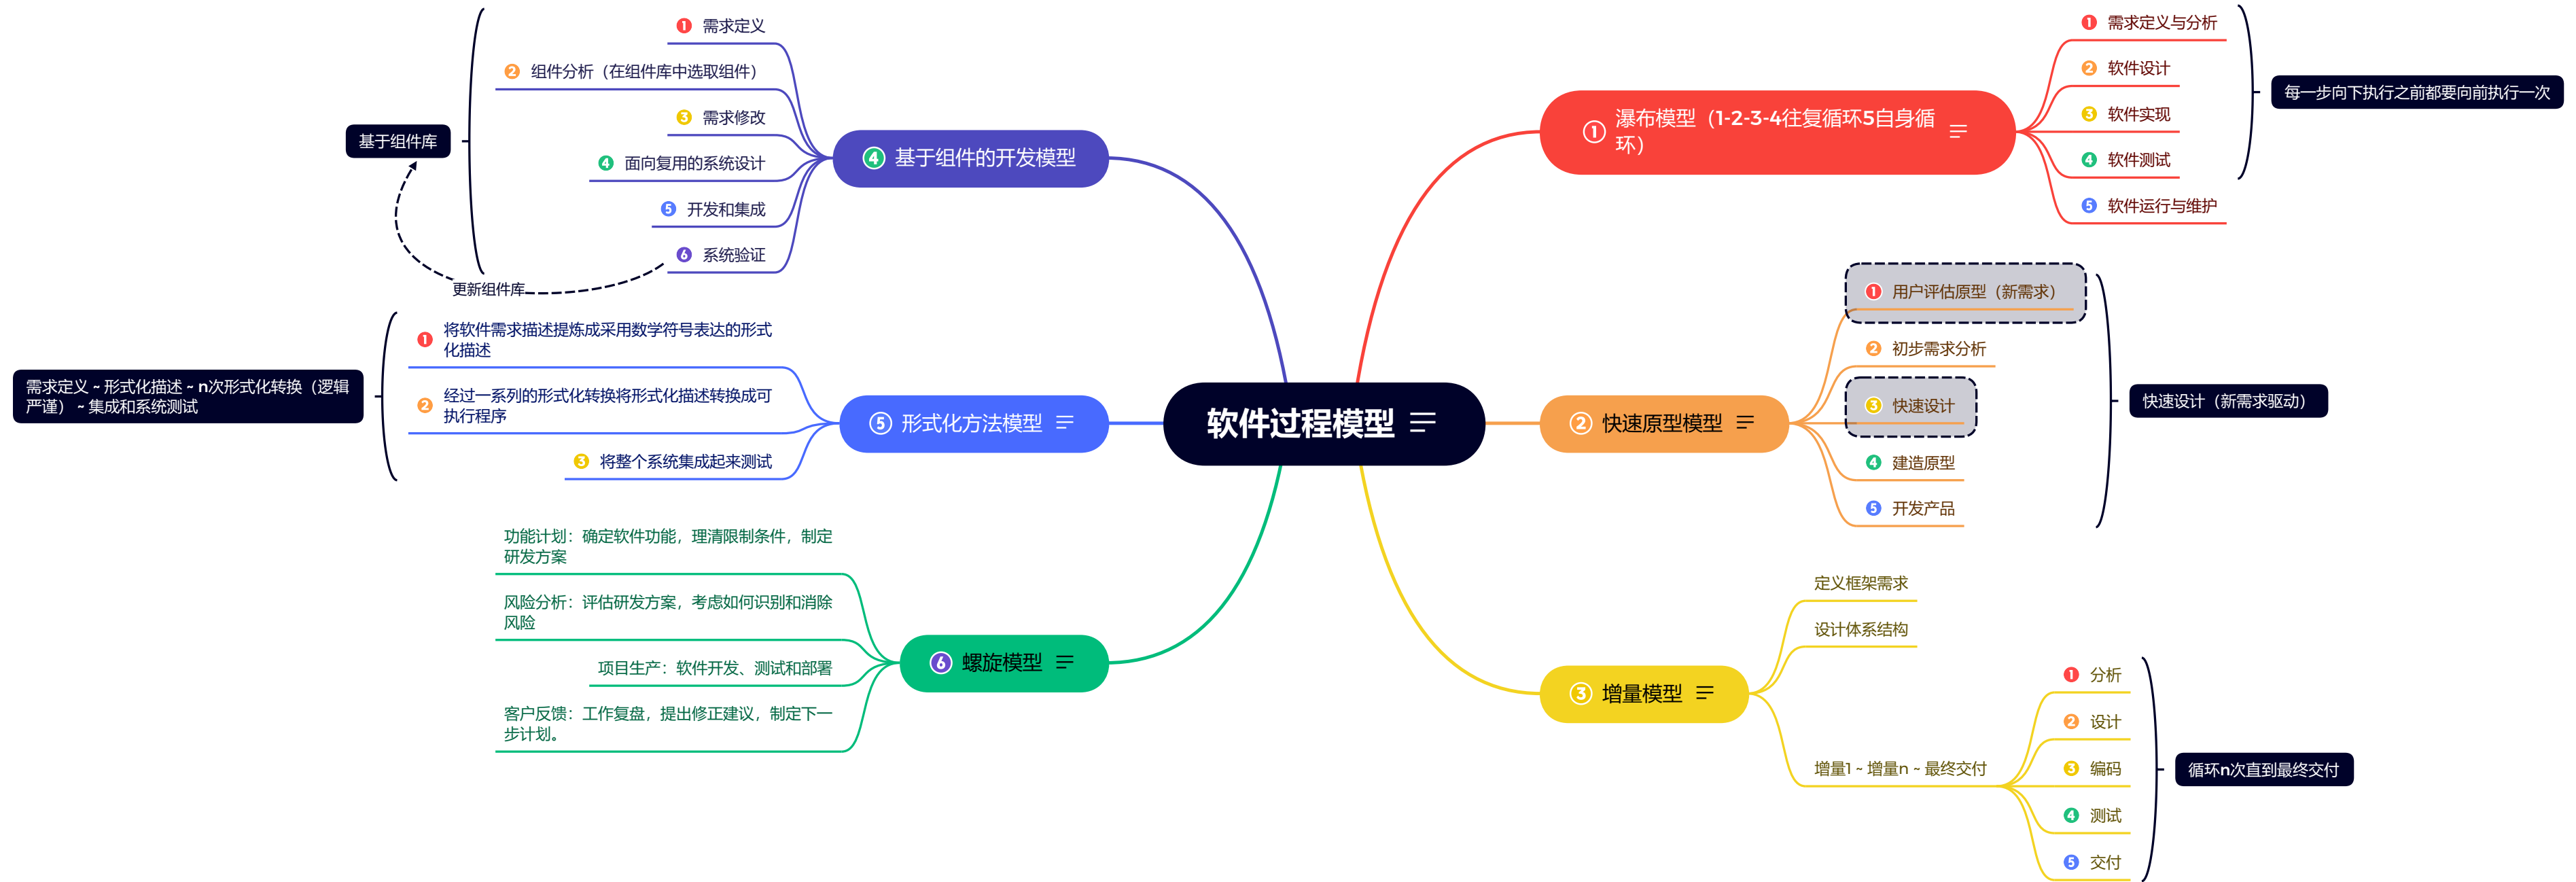 软件过程模型
① 瀑布模型（1-2-3-4往复循环5自身循
环）
1 需求定义与分析
2 软件设计
3 软件实现
4 软件测试
5 软件运行与维护
每一步向下执行之前都要向前执行一次
② 快速原型模型
1 用户评估原型（新需求）
2 初步需求分析
3 快速设计
4 建造原型
5 开发产品
快速设计（新需求驱动）
③ 增量模型
定义框架需求
设计体系结构
增量1 ~ 增量n ~ 最终交付
1 分析
2 设计
3 编码
4 测试
5 交付
循环n次直到最终交付
4 基于组件的开发模型
1 需求定义
2 组件分析（在组件库中选取组件）
3 需求修改
4 面向复用的系统设计
5 开发和集成
6 系统验证
基于组件库
更新组件库
⑤ 形式化方法模型
1 将软件需求描述提炼成采用数学符号表达的形式
化描述
2 经过一系列的形式化转换将形式化描述转换成可
执行程序
3 将整个系统集成起来测试
需求定义 ~ 形式化描述 ~ n次形式化转换（逻辑
严谨） ~ 集成和系统测试
6 螺旋模型
功能计划：确定软件功能，理清限制条件，制定
研发方案
风险分析：评估研发方案，考虑如何识别和消除
风险
项目生产：软件开发、测试和部署
客户反馈：工作复盘，提出修正建议，制定下一
步计划。